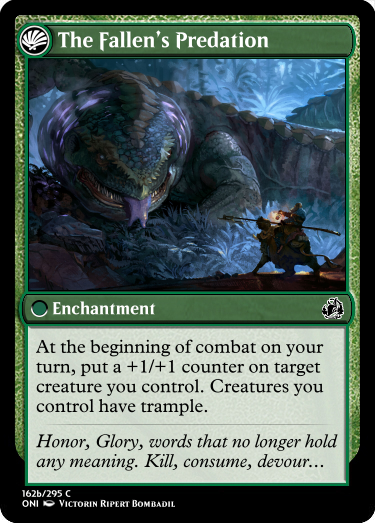 The Fallen's Predation
Enchantment
At the beginning of combat on your
turn, put a +1/+1 counter on target
creature you control. Creatures you
control have trample.
Honor, Glory, words that no longer hold
any meaning. Kill, consume, devour…
162b/295 C
ONI Victorin Ripert Bombadil